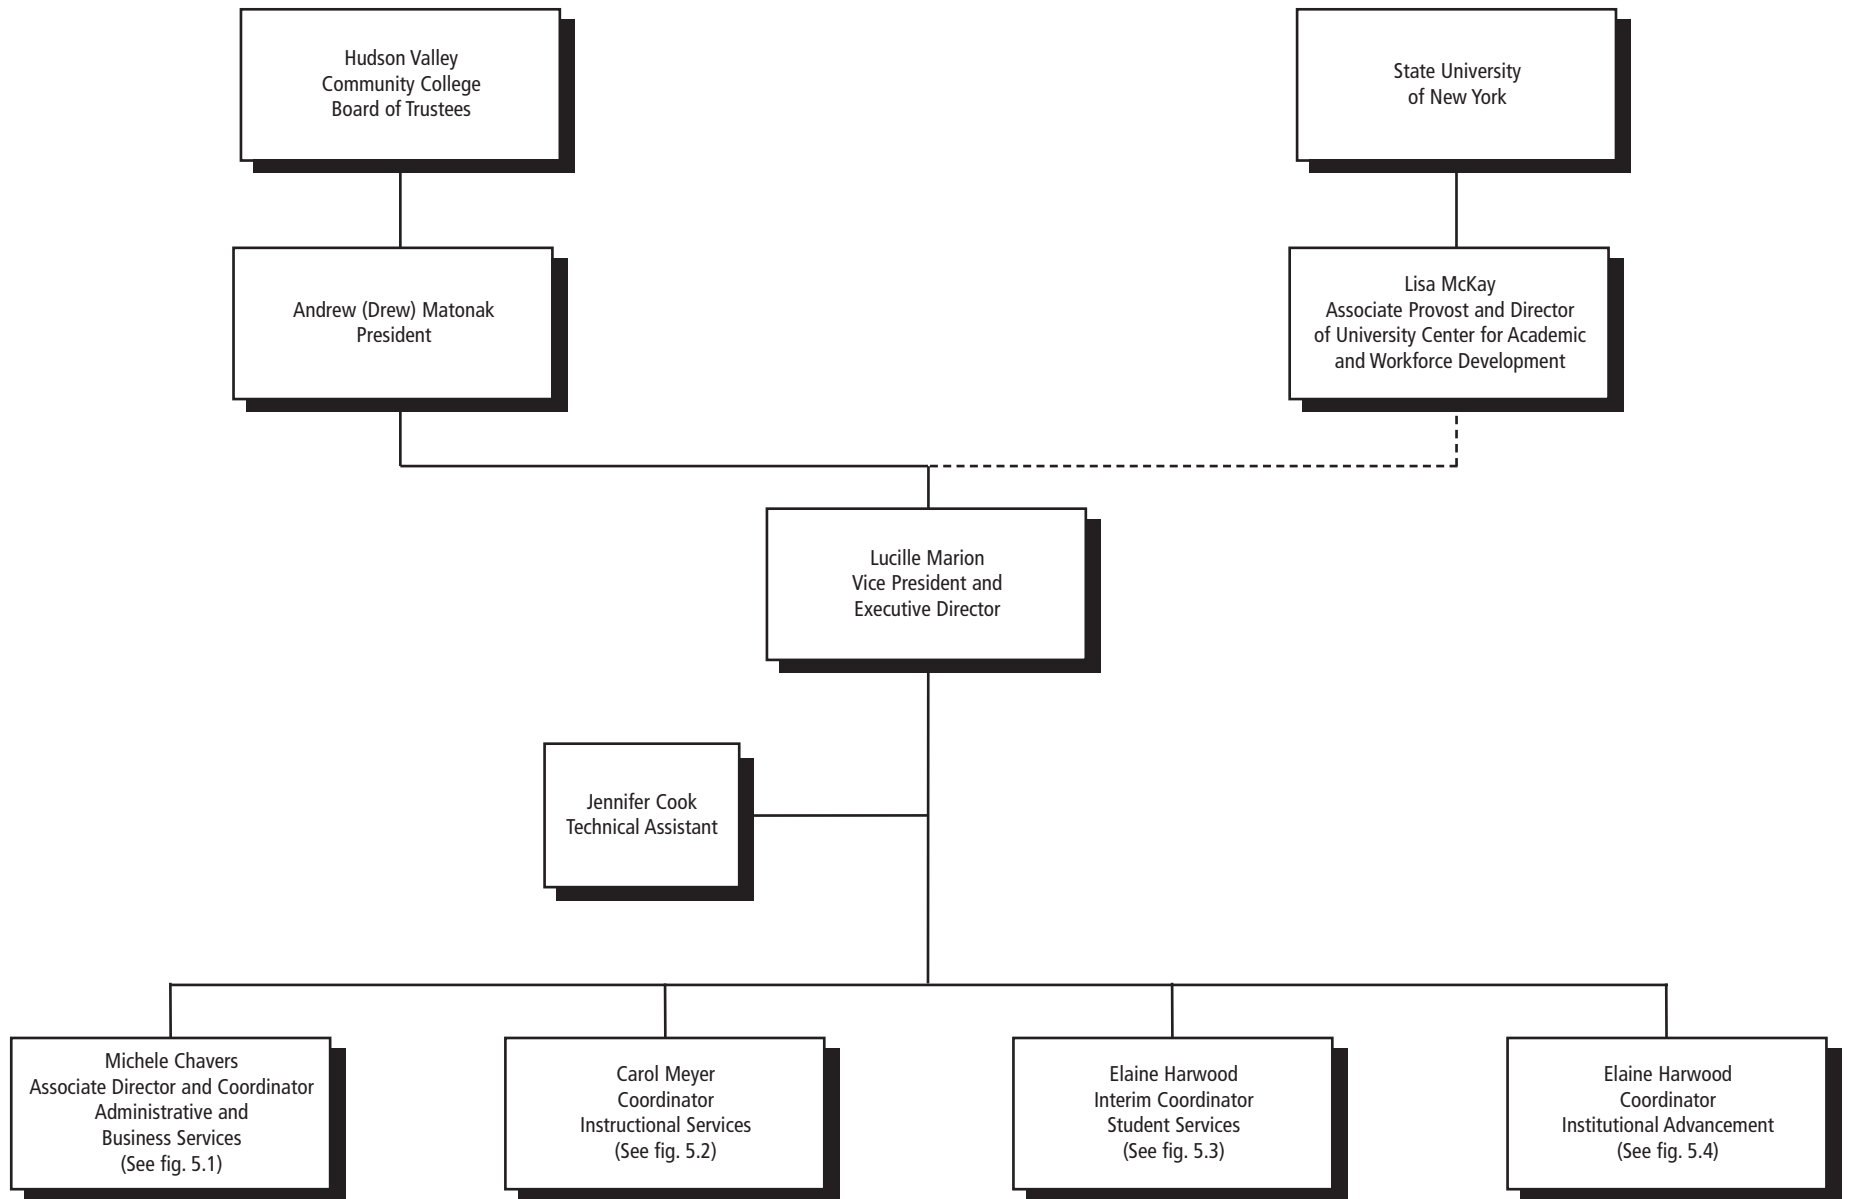 Hudson Valley
Community College
Board of Trustees
State University
of New York
Andrew (Drew) Matonak
President
Lisa McKay
Associate Provost and Director
of University Center for Academic
and Workforce Development
Lucille Marion
Vice President and
Executive Director
Jennifer Cook
Technical Assistant
Michele Chavers
Associate Director and Coordinator
Administrative and
Business Services
(See fig. 5.1)
Carol Meyer
Coordinator
Instructional Services
(See fig. 5.2)
Elaine Harwood
Interim Coordinator
Student Services
(See fig. 5.3)
Elaine Harwood
Coordinator
Institutional Advancement
(See fig. 5.4)